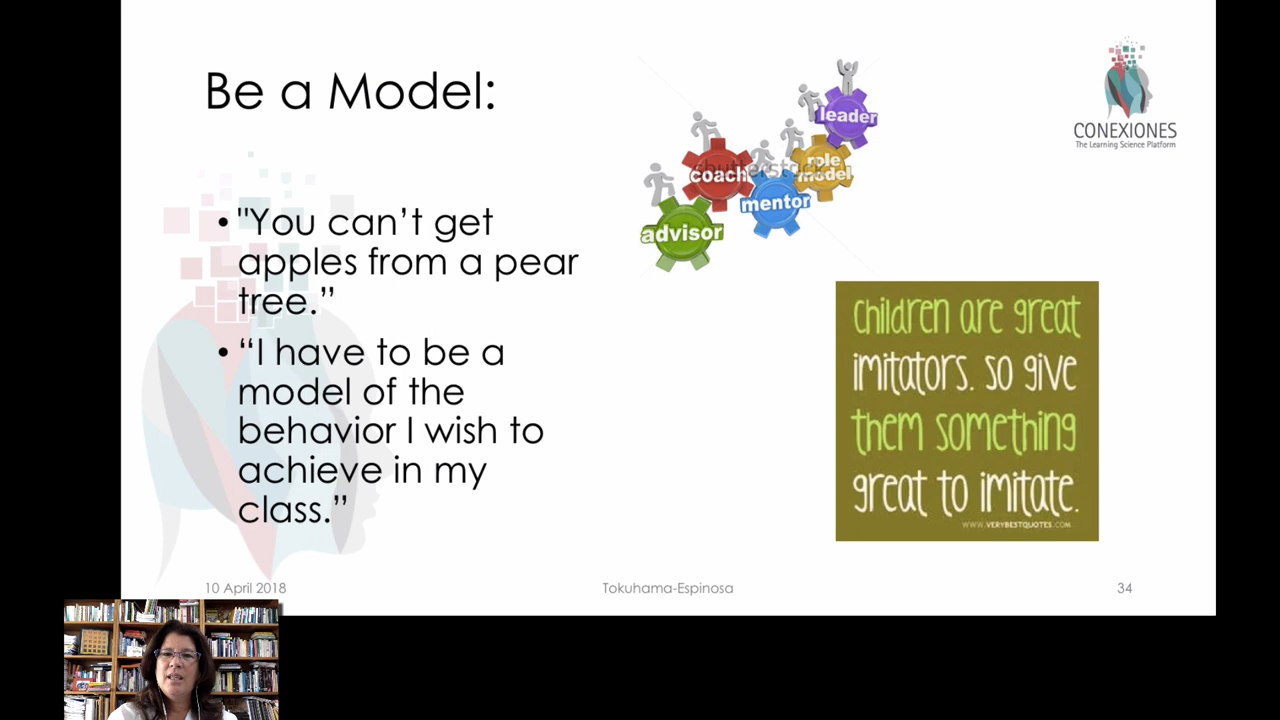 Be a Model:
leader
role
model
coach
mentor
advisor
shutterstock
CONEXIONES
The Learning Science Platform
• "You can’t get
apples from a pear
tree.”
• “I have to be a
model of the
behavior I wish to
achieve in my
class.”
children are great
imitators. so give
them something
great to imitate.
WWW.VERYBESTQUOTES.COM
10 April 2018
Tokuhama-Espinosa
34